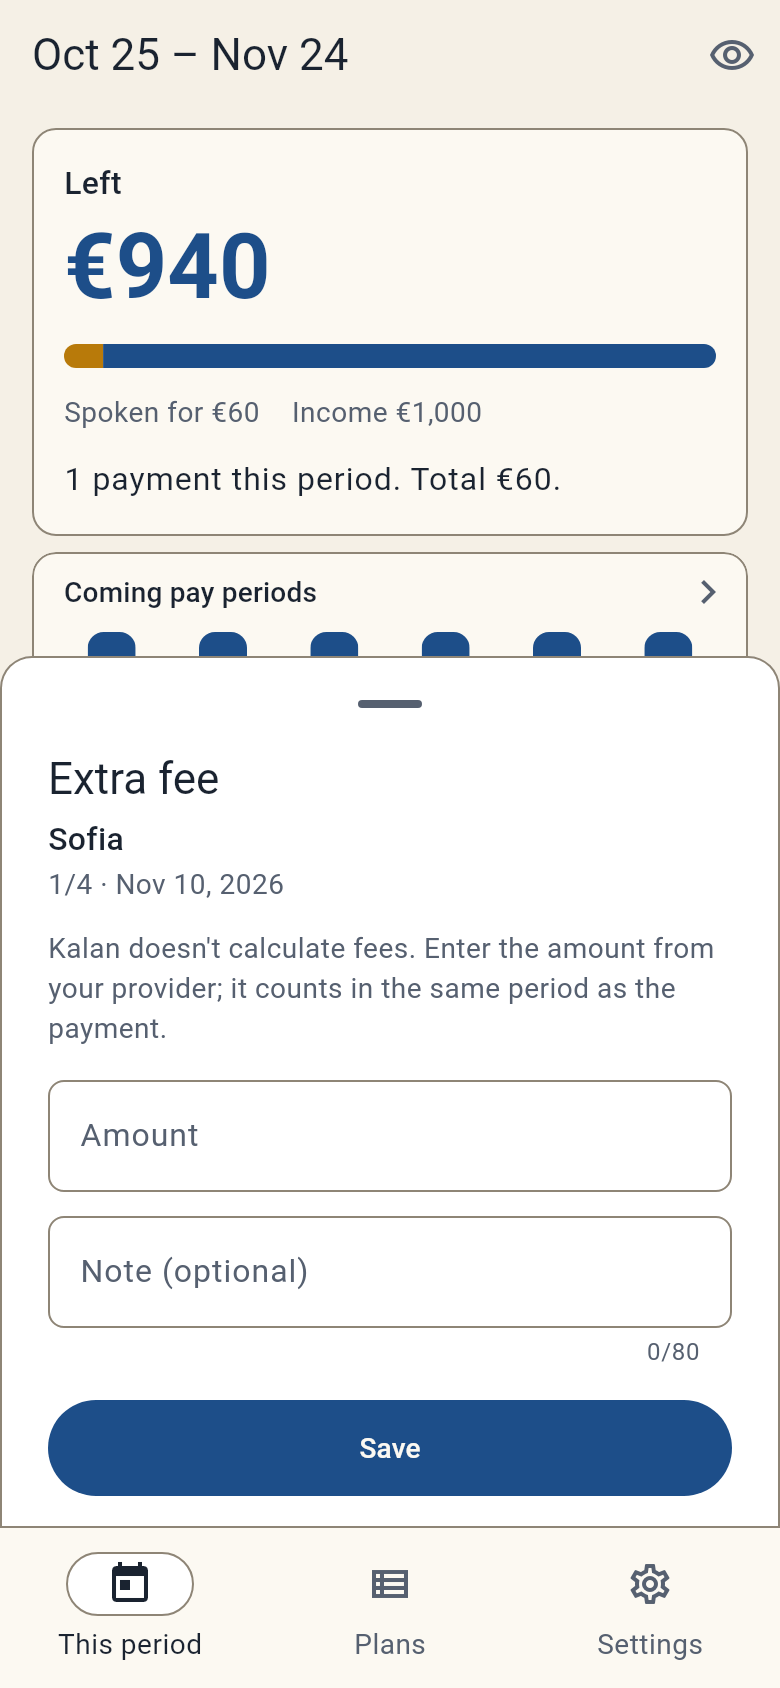 Oct 25 – Nov 24
Left
€940
Spoken for €60 Income €1,000
1 payment this period. Total €60.
Coming pay periods
Extra fee
Sofia
1/4 · Nov 10, 2026
Kalan doesn't calculate fees. Enter the amount from
your provider; it counts in the same period as the
payment.
Amount
Note (optional)
0/80
Save
This period
Plans
Settings